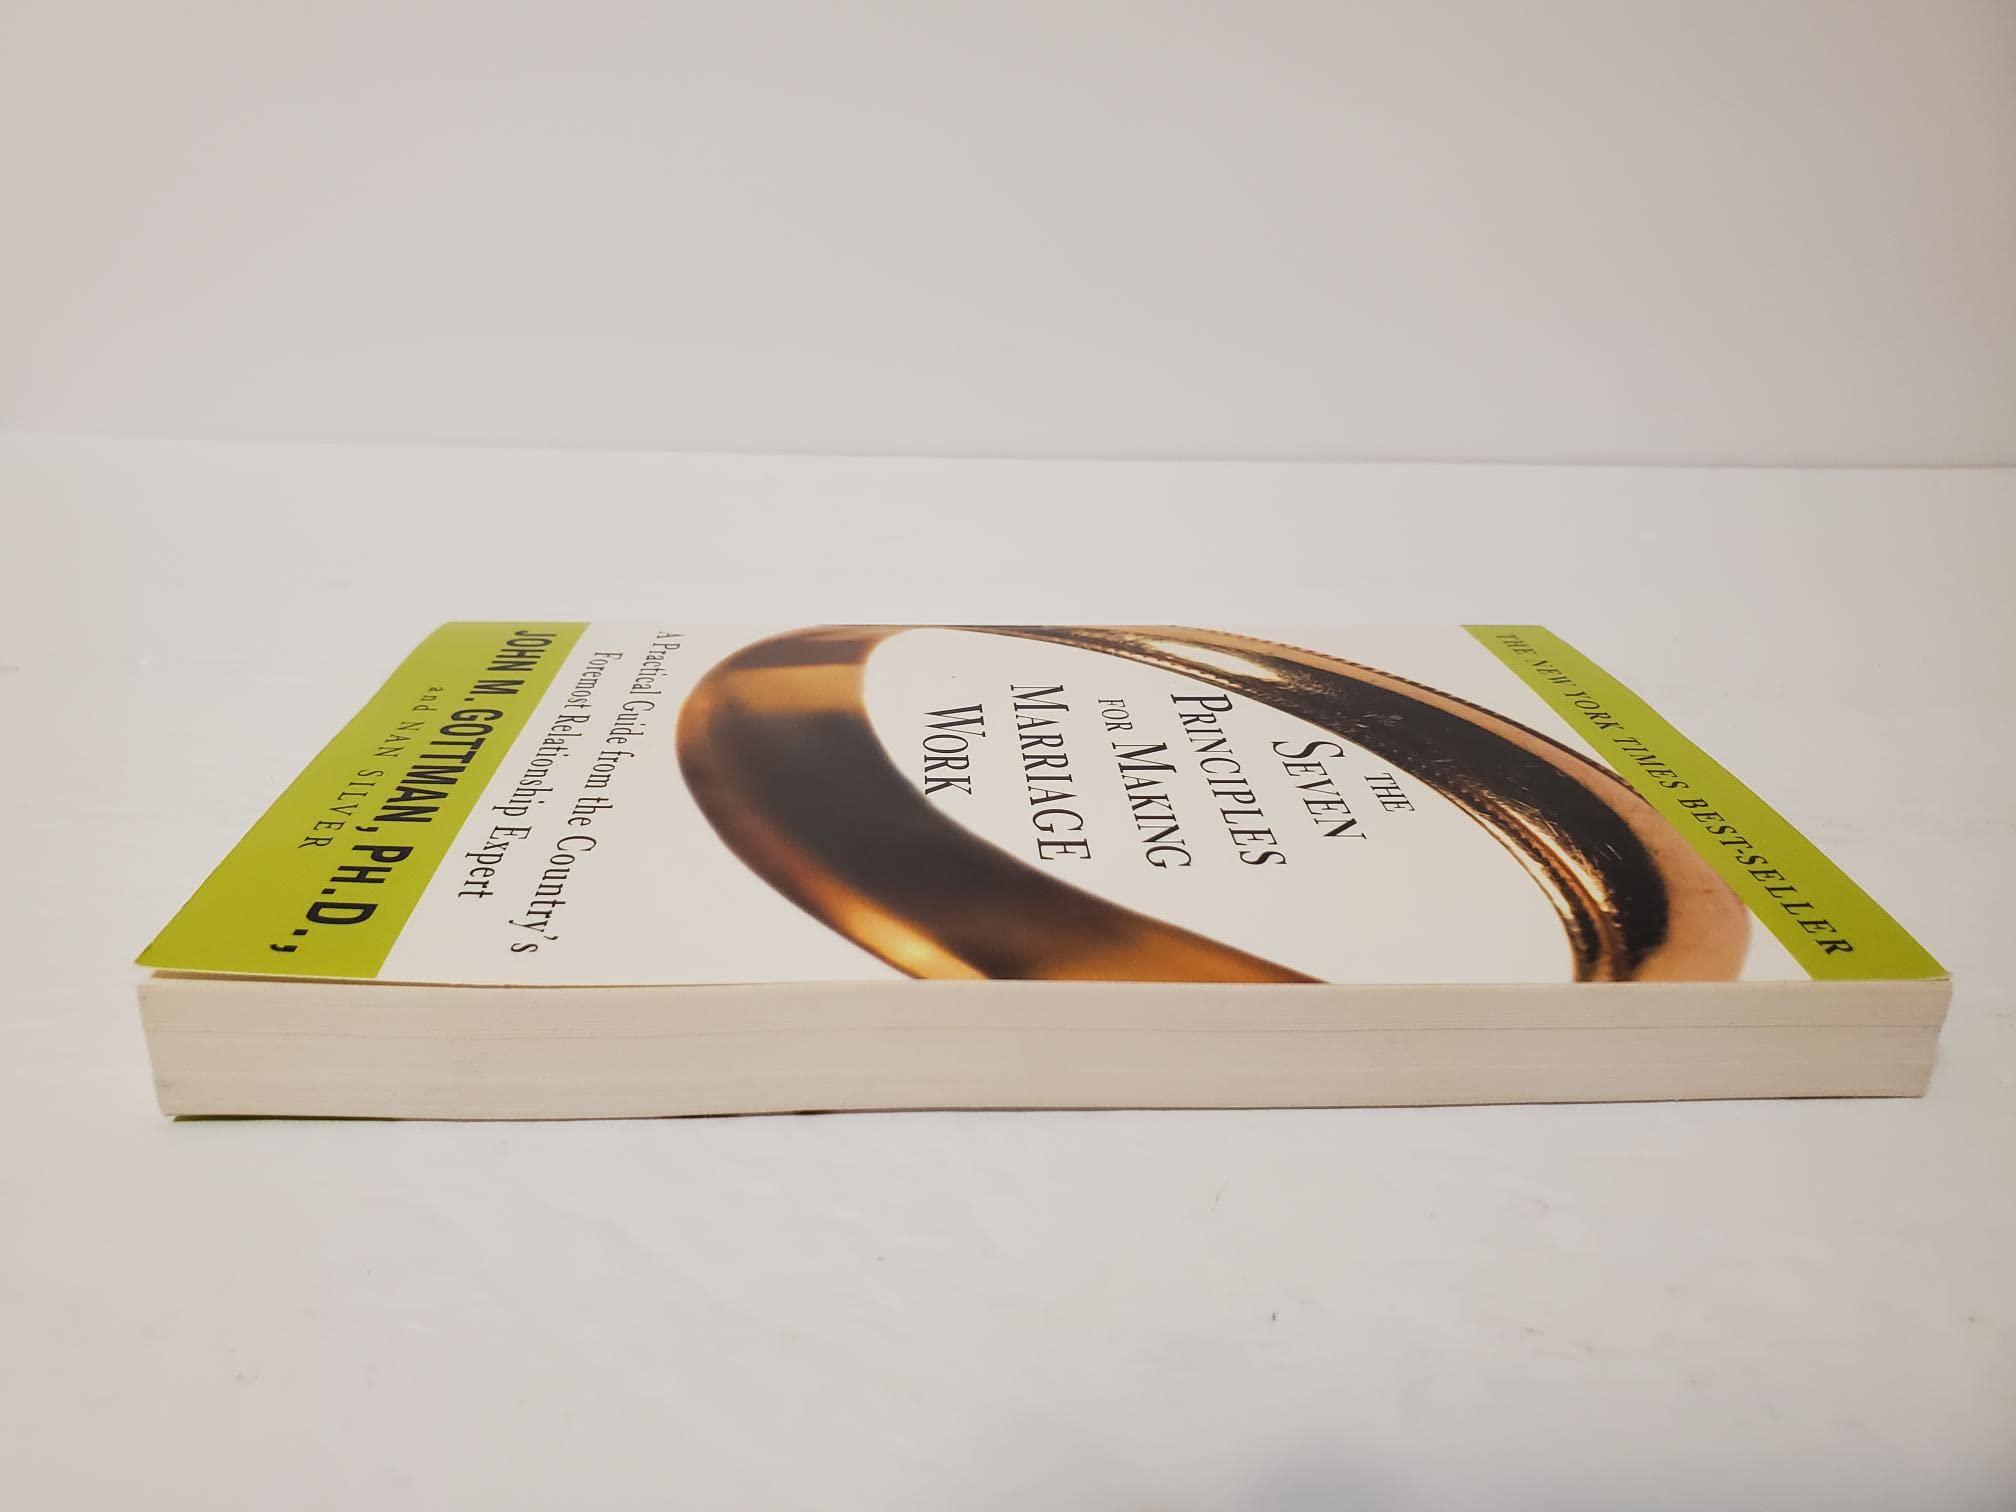 THE NEW YORK TIMES BEST-SELLER
THE
SEVEN
PRINCIPLES
FOR MAKING
MARRIAGE
WORK
A Practical Guide from the Country's
Foremost Relationship Expert
JOHN M. GOTTMAN, PH.D.,
and NAN SILVER